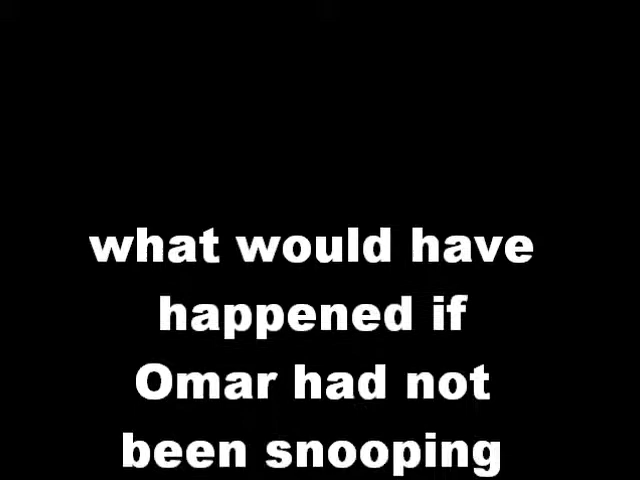 what would have
happened if
Omar had not
been snooping